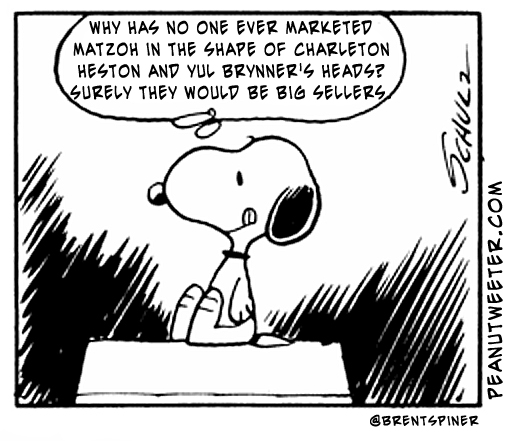 WHY HAS NO ONE EVER MARKETED
MATZOH IN THE SHAPE OF CHARLETON
HESTON AND YUL BRYNNER'S HEADS?
SURELY THEY WOULD BE BIG SELLERS.
SCHULZ
PEANUTWEETER.COM
@BRENTSPINER